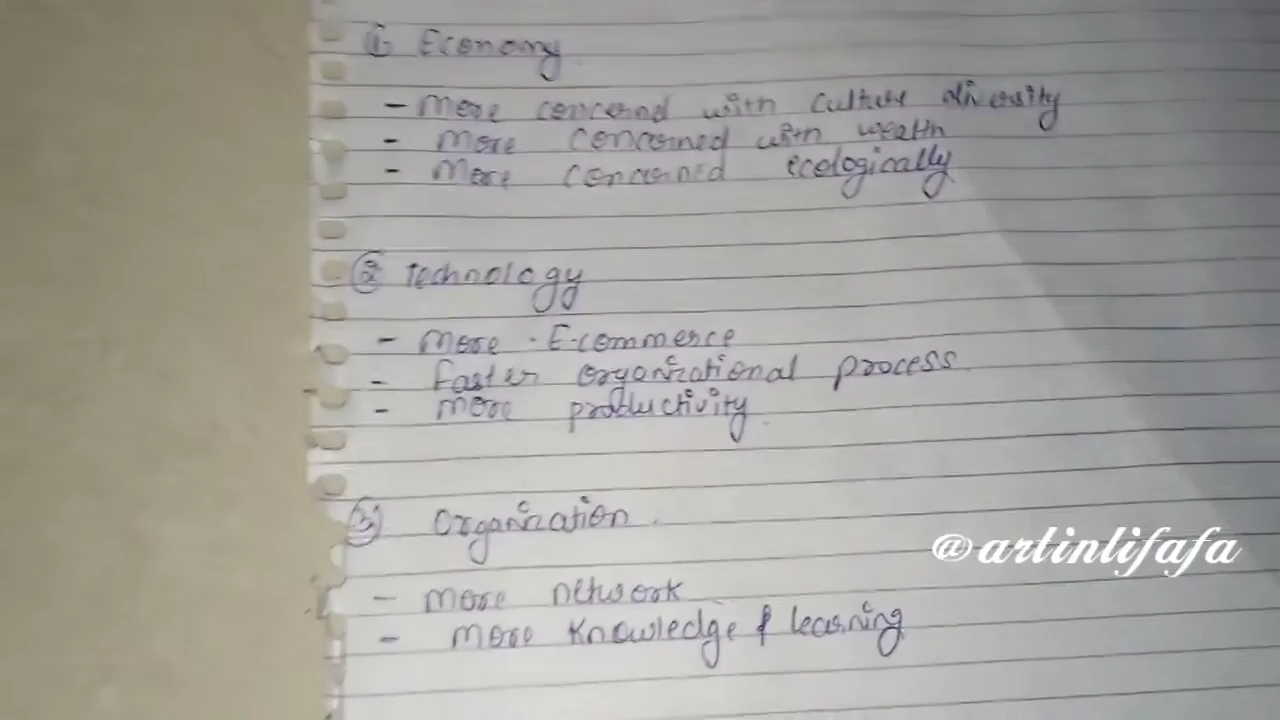 ① Economy
- more concerned with culture diversity
- more concerned with wealth
- more concerned ecologically
② Technology
- more E-commerce
- faster organizational process.
- more productivity.
③ Organization.
@artinlifafa
- more network
- more knowledge & learning